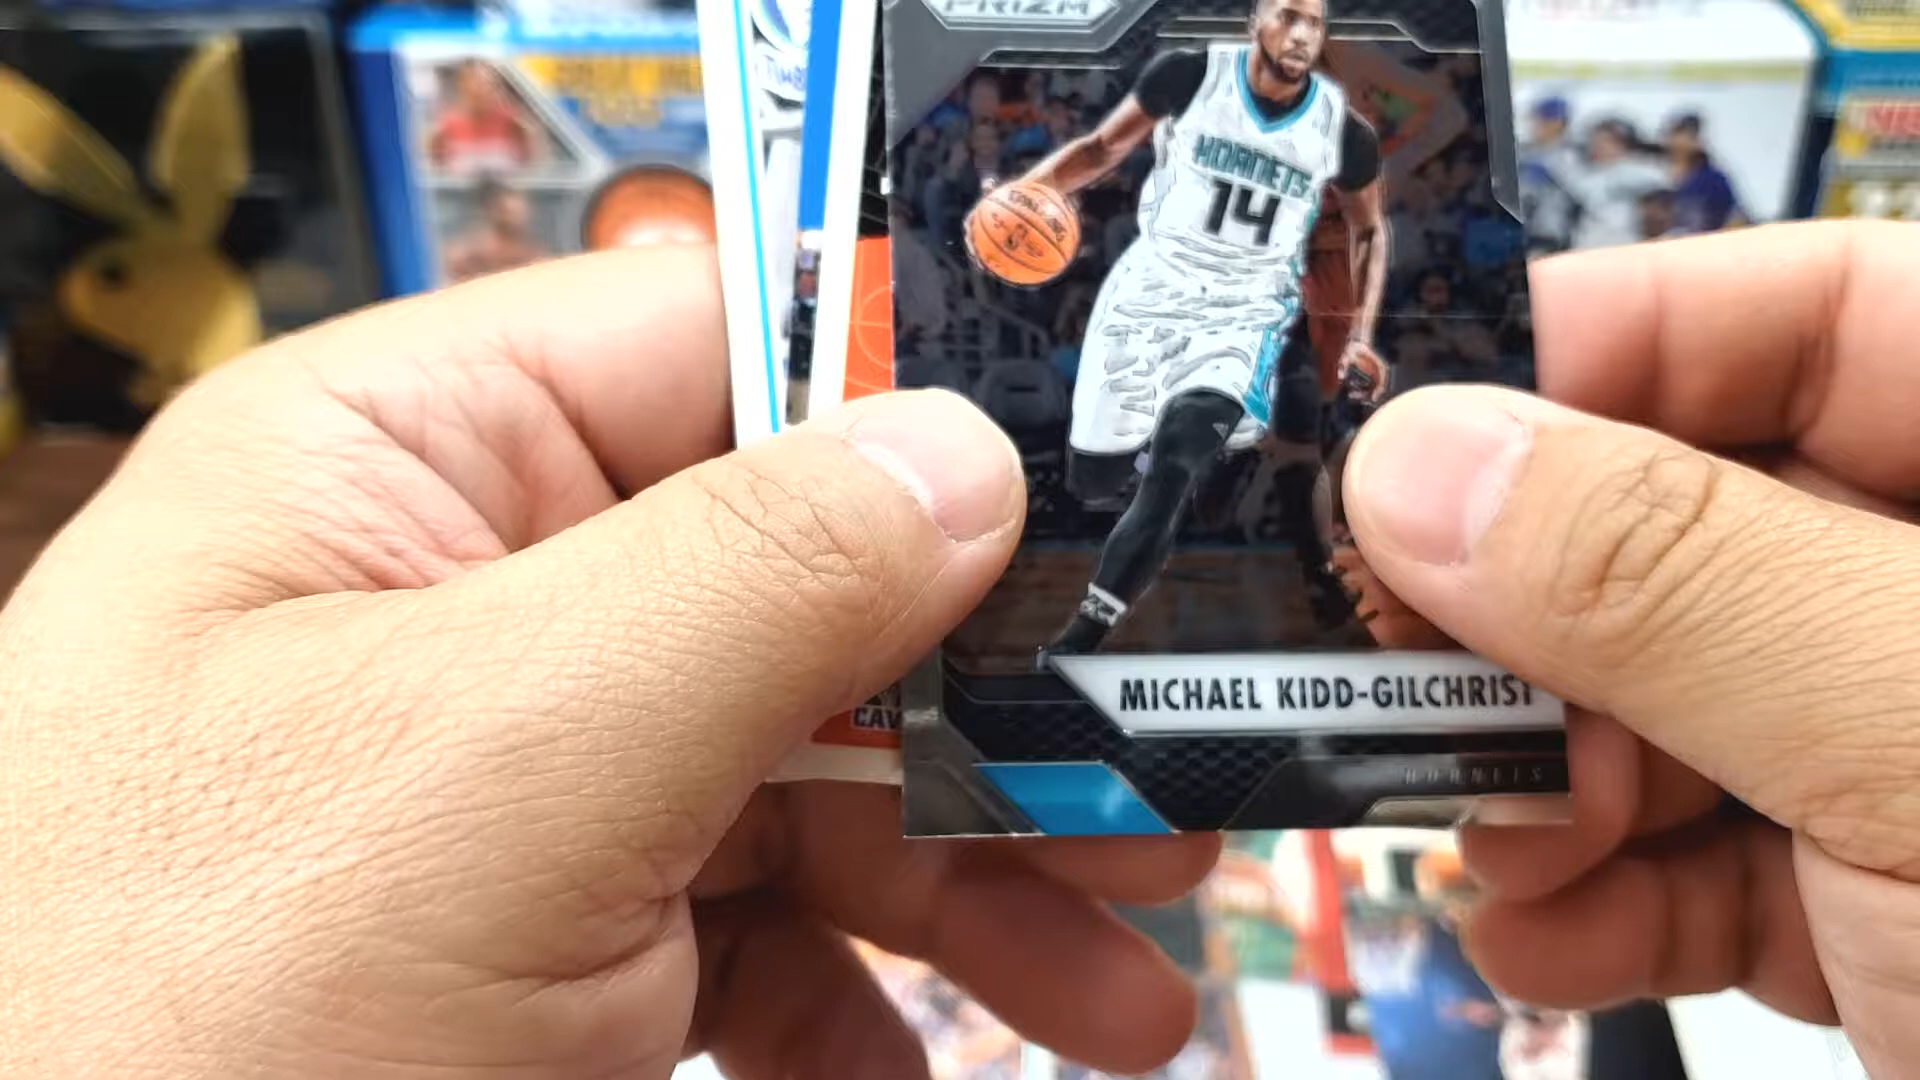 PRIZM
HORNETS
14
MICHAEL KIDD-GILCHRIST
CAV
HORNETS